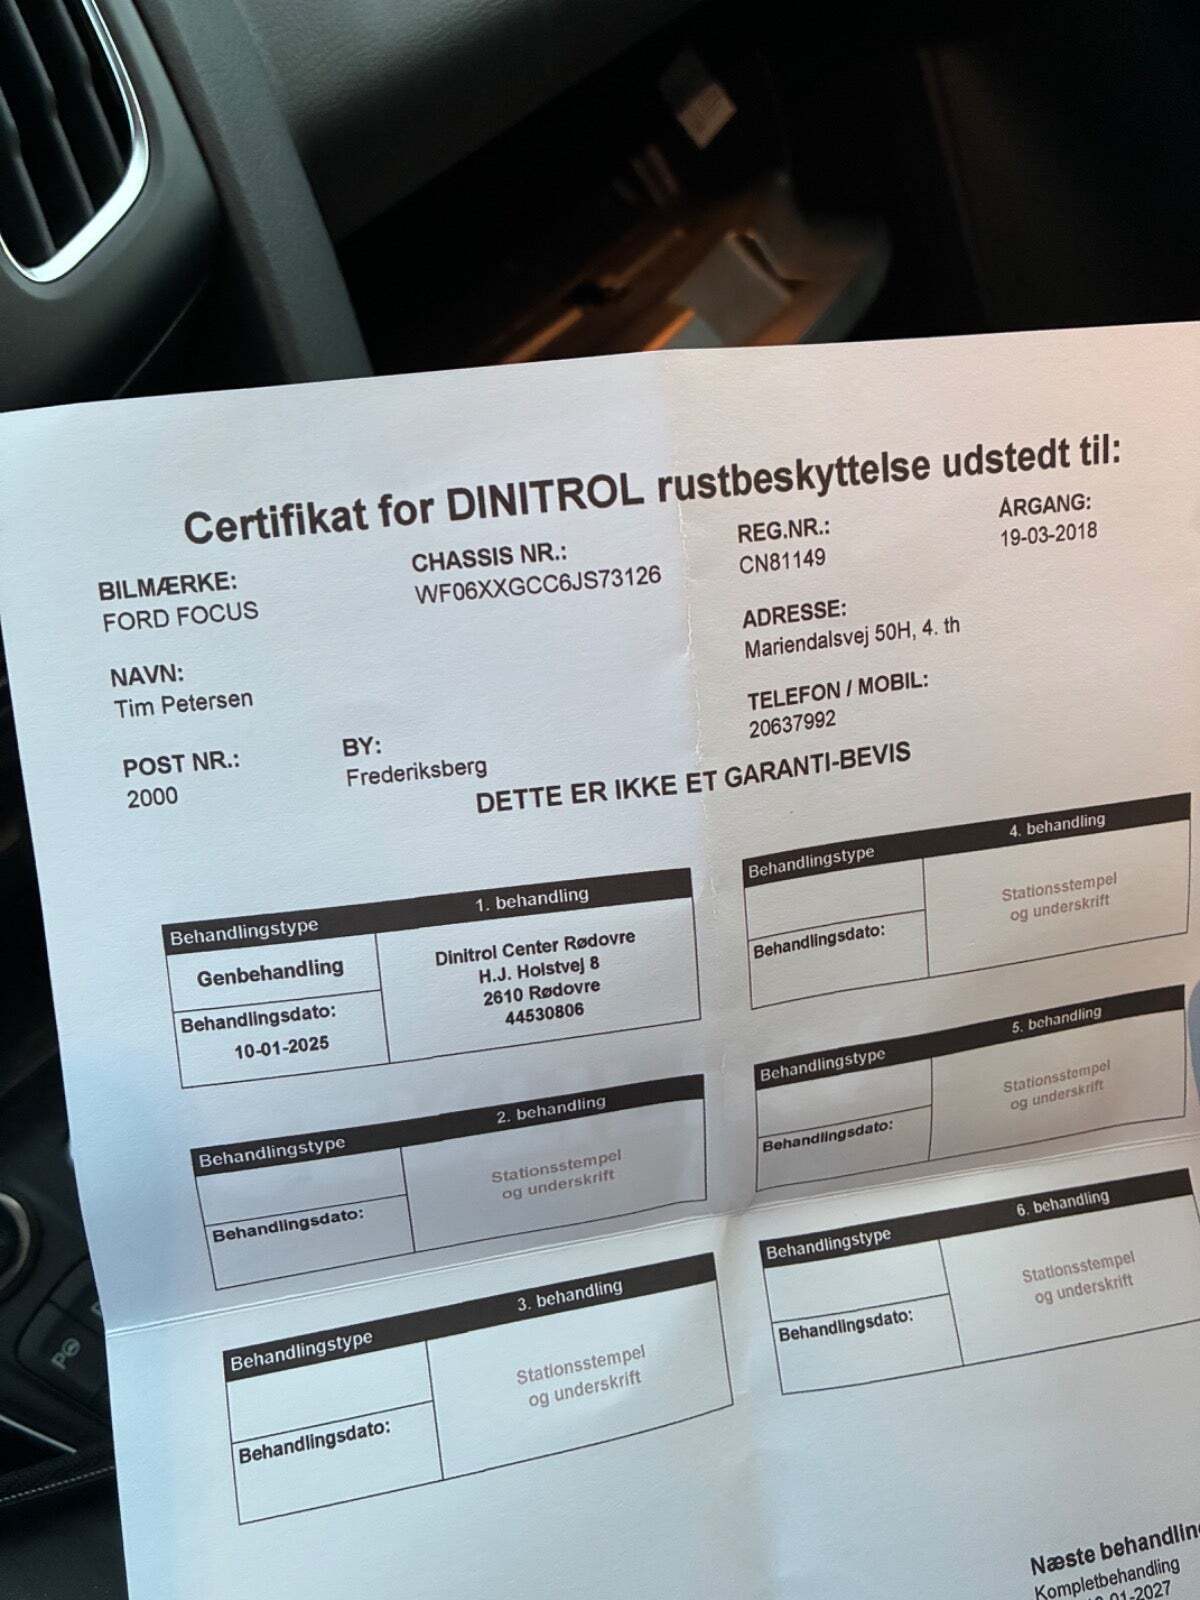 Certifikat for DINITROL rustbeskyttelse udstedt til:
BILMÆRKE:
FORD FOCUS
CHASSIS NR.:
WF06XXGCC6JS73126
REG.NR.:
CN81149
ARGANG:
19-03-2018
NAVN:
Tim Petersen
ADRESSE:
Mariendalsvej 50H, 4. th
POST NR.:
2000
BY:
Frederiksberg
TELEFON / MOBIL:
20637992
DETTE ER IKKE ET GARANTI-BEVIS
Behandlingstype 1. behandling
Genbehandling
Behandlingsdato:
10-01-2025
Dinitrol Center Rødovre
H.J. Holstvej 8
2610 Rødovre
44530806
Behandlingstype 2. behandling
Behandlingsdato:
Stationsstempel
og underskrift
Behandlingstype 3. behandling
Behandlingsdato:
Stationsstempel
og underskrift
Behandlingstype 4. behandling
Behandlingsdato:
Stationsstempel
og underskrift
Behandlingstype 5. behandling
Behandlingsdato:
Stationsstempel
og underskrift
Behandlingstype 6. behandling
Behandlingsdato:
Stationsstempel
og underskrift
Næste behandling
Kompletbehandling
01-2027
P